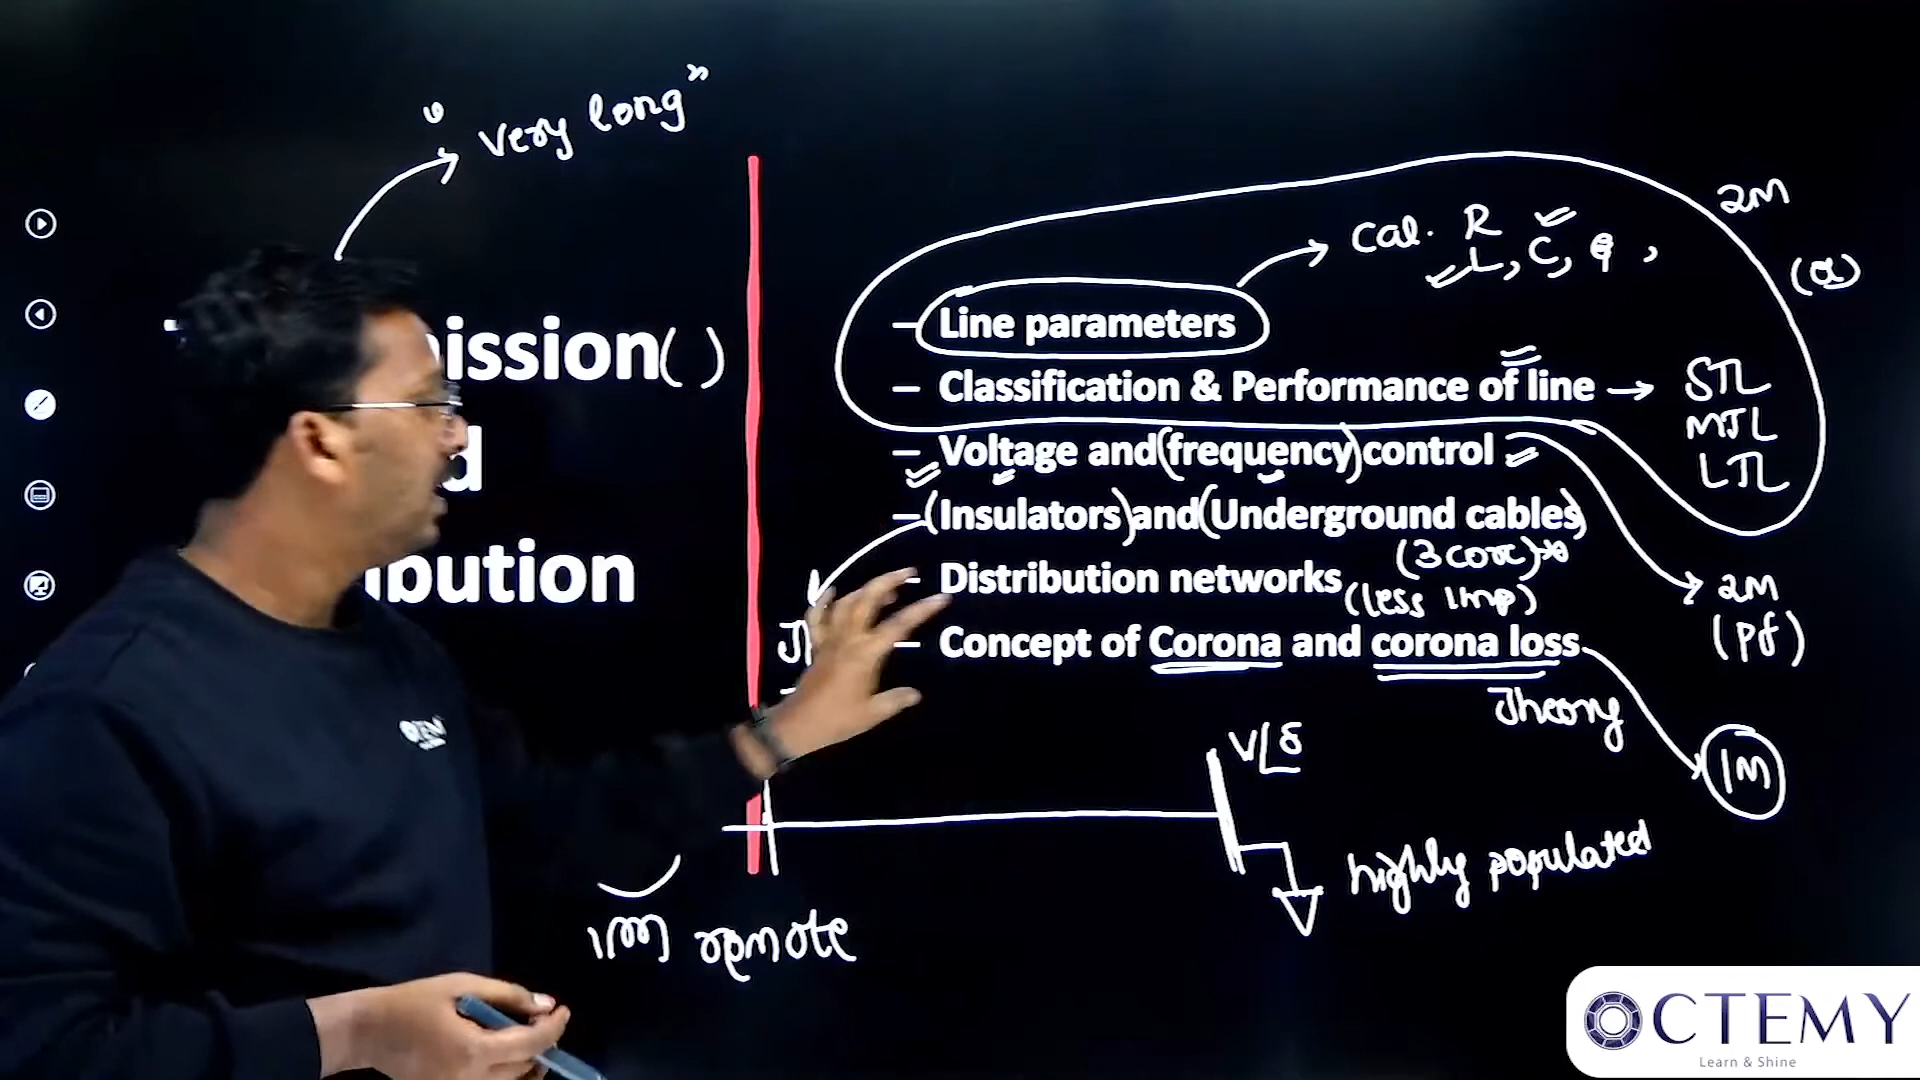 "Very long"
ission( )
d
ibution
2M
Cal. R
L, C, G,
– Line parameters
– Classification & Performance of line → STL
MTL
LTL
– Voltage and (frequency) control
– (Insulators) and (Underground cables)
(3 core)
– Distribution networks
(less Imp)
2M
(Pf)
– Concept of Corona and corona loss
Theory
1M
V∠δ
highly populated
remote
OCTEMY
Learn & Shine